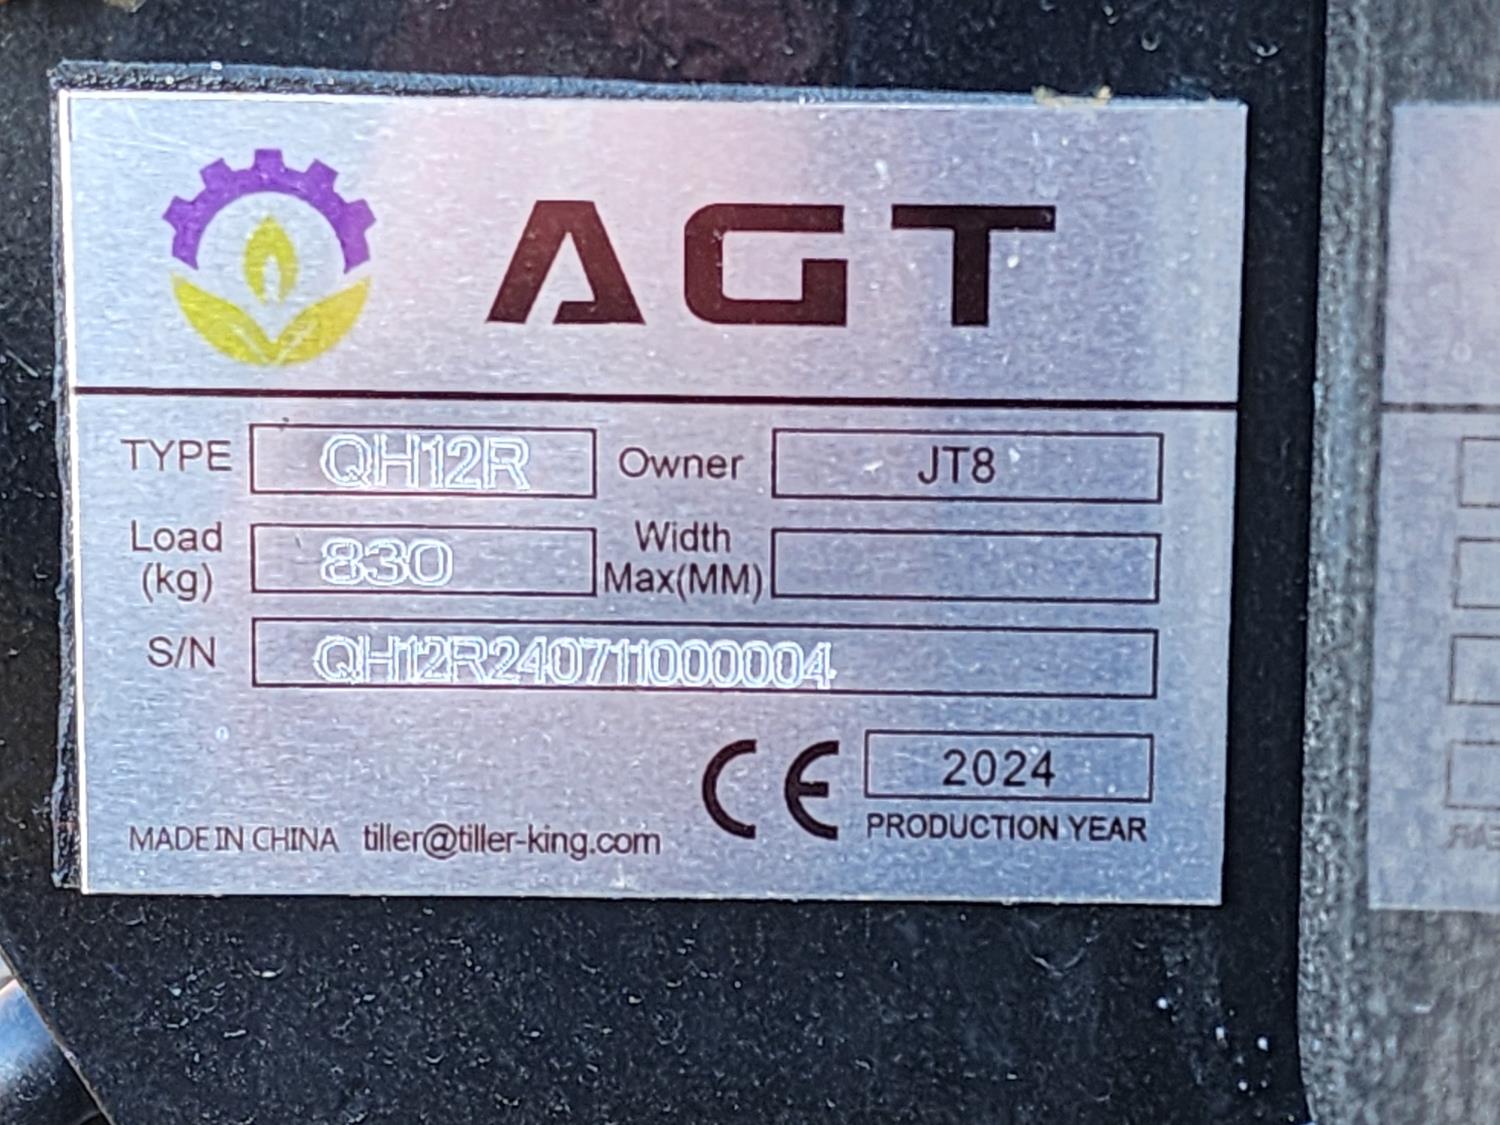 AGT
TYPE QH12R Owner JT8
Load (kg) 830 Width Max(MM)
S/N QH12R240711000004
CE 2024
PRODUCTION YEAR
MADE IN CHINA tiller@tiller-king.com